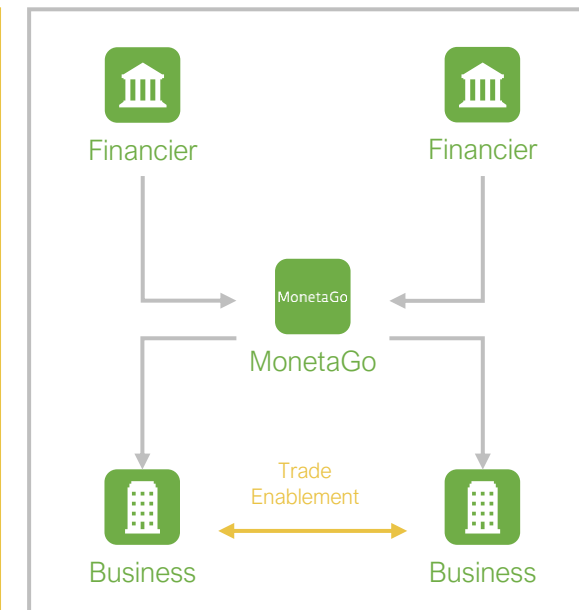 Financier
Financier
MonetaGo
MonetaGo
Trade
Enablement
Business
Business